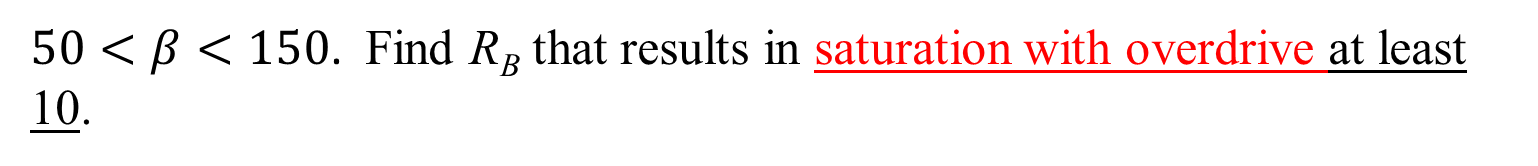 50 < β < 150. Find R_B that results in saturation with overdrive at least
10.